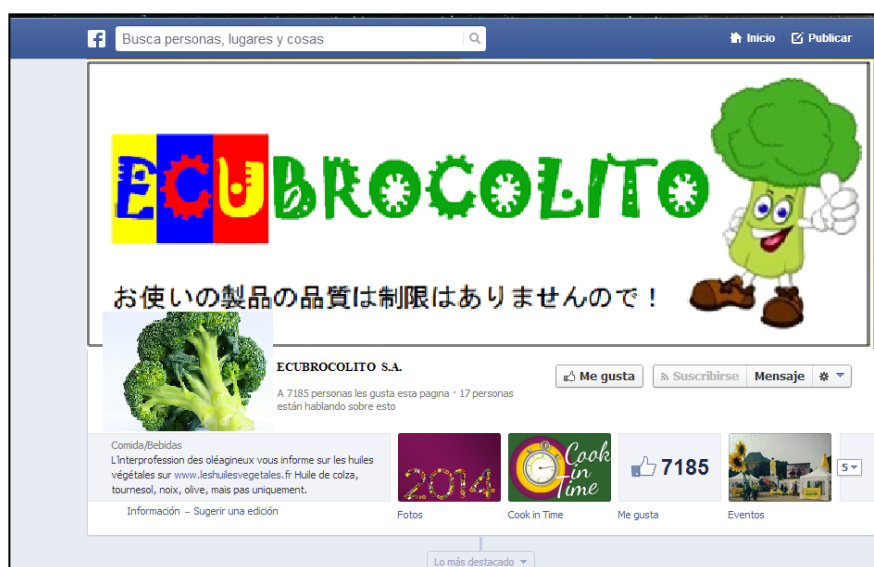 Busca personas, lugares y cosas
Inicio
Publicar
ECUBROCOLITO
お使いの製品の品質は制限はありませんので！
ECUBROCOLITO S.A.
A 7185 personas les gusta esta pagina · 17 personas
están hablando sobre esto
Me gusta
Suscribirse
Mensaje
Comida/Bebidas
L'interprofession des oléagineux vous informe sur les huiles
végétales sur www.leshuilesvegetales.fr Huile de colza,
tournesol, noix, olive, mais pas uniquement.
Información – Sugerir una edición
2014
Fotos
Cook
in
Time
Cook in Time
7185
Me gusta
Eventos
5
Lo más destacado